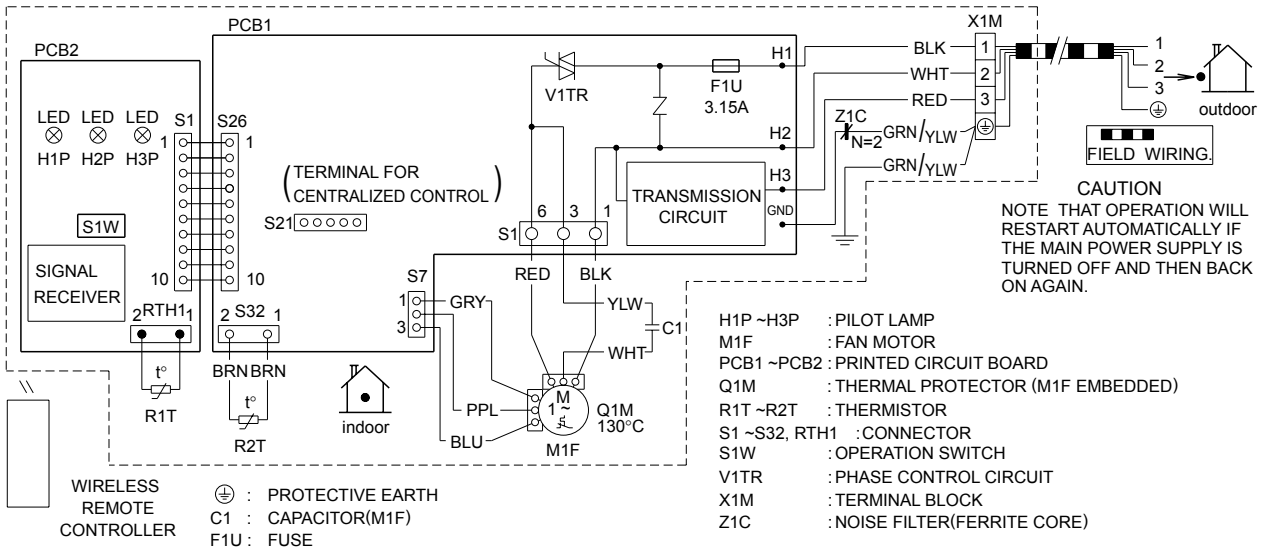 PCB2
PCB1
X1M
LED LED LED
H1P H2P H3P
S1 S26
1 1
10 10
S1W
SIGNAL
RECEIVER
2 RTH1 1
t°
R1T
2 S32 1
BRN BRN
t°
R2T
(TERMINAL FOR
CENTRALIZED CONTROL)
S21
V1TR
F1U
3.15A
H1
H2
H3
GND
TRANSMISSION
CIRCUIT
6 3 1
S1
RED BLK
YLW
C1
WHT
S7
1
3
GRY
PPL
BLU
M
1 ~
Q1M
130°C
M1F
indoor
BLK 1
WHT 2
RED 3
Z1C
N=2
GRN/YLW
GRN/YLW
1
2
3
outdoor
FIELD WIRING.
CAUTION
NOTE THAT OPERATION WILL
RESTART AUTOMATICALLY IF
THE MAIN POWER SUPPLY IS
TURNED OFF AND THEN BACK
ON AGAIN.
WIRELESS
REMOTE
CONTROLLER
: PROTECTIVE EARTH
C1 : CAPACITOR(M1F)
F1U : FUSE
H1P ~H3P : PILOT LAMP
M1F : FAN MOTOR
PCB1 ~PCB2 : PRINTED CIRCUIT BOARD
Q1M : THERMAL PROTECTOR (M1F EMBEDDED)
R1T ~R2T : THERMISTOR
S1 ~S32, RTH1 : CONNECTOR
S1W : OPERATION SWITCH
V1TR : PHASE CONTROL CIRCUIT
X1M : TERMINAL BLOCK
Z1C : NOISE FILTER(FERRITE CORE)